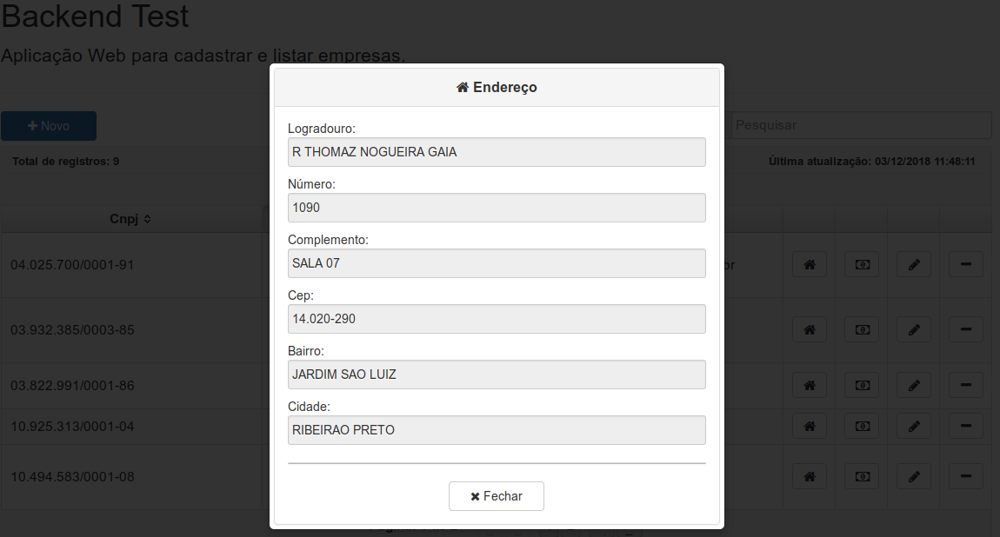 Backend Test
Aplicação Web para cadastrar e listar empresas.
Novo
Pesquisar
Total de registros: 9
Última atualização: 03/12/2018 11:48:11
Cnpj
04.025.700/0001-91
03.932.385/0003-85
03.822.991/0001-86
10.925.313/0001-04
10.494.583/0001-08
Endereço
Logradouro:
R THOMAZ NOGUEIRA GAIA
Número:
1090
Complemento:
SALA 07
Cep:
14.020-290
Bairro:
JARDIM SAO LUIZ
Cidade:
RIBEIRAO PRETO
Fechar